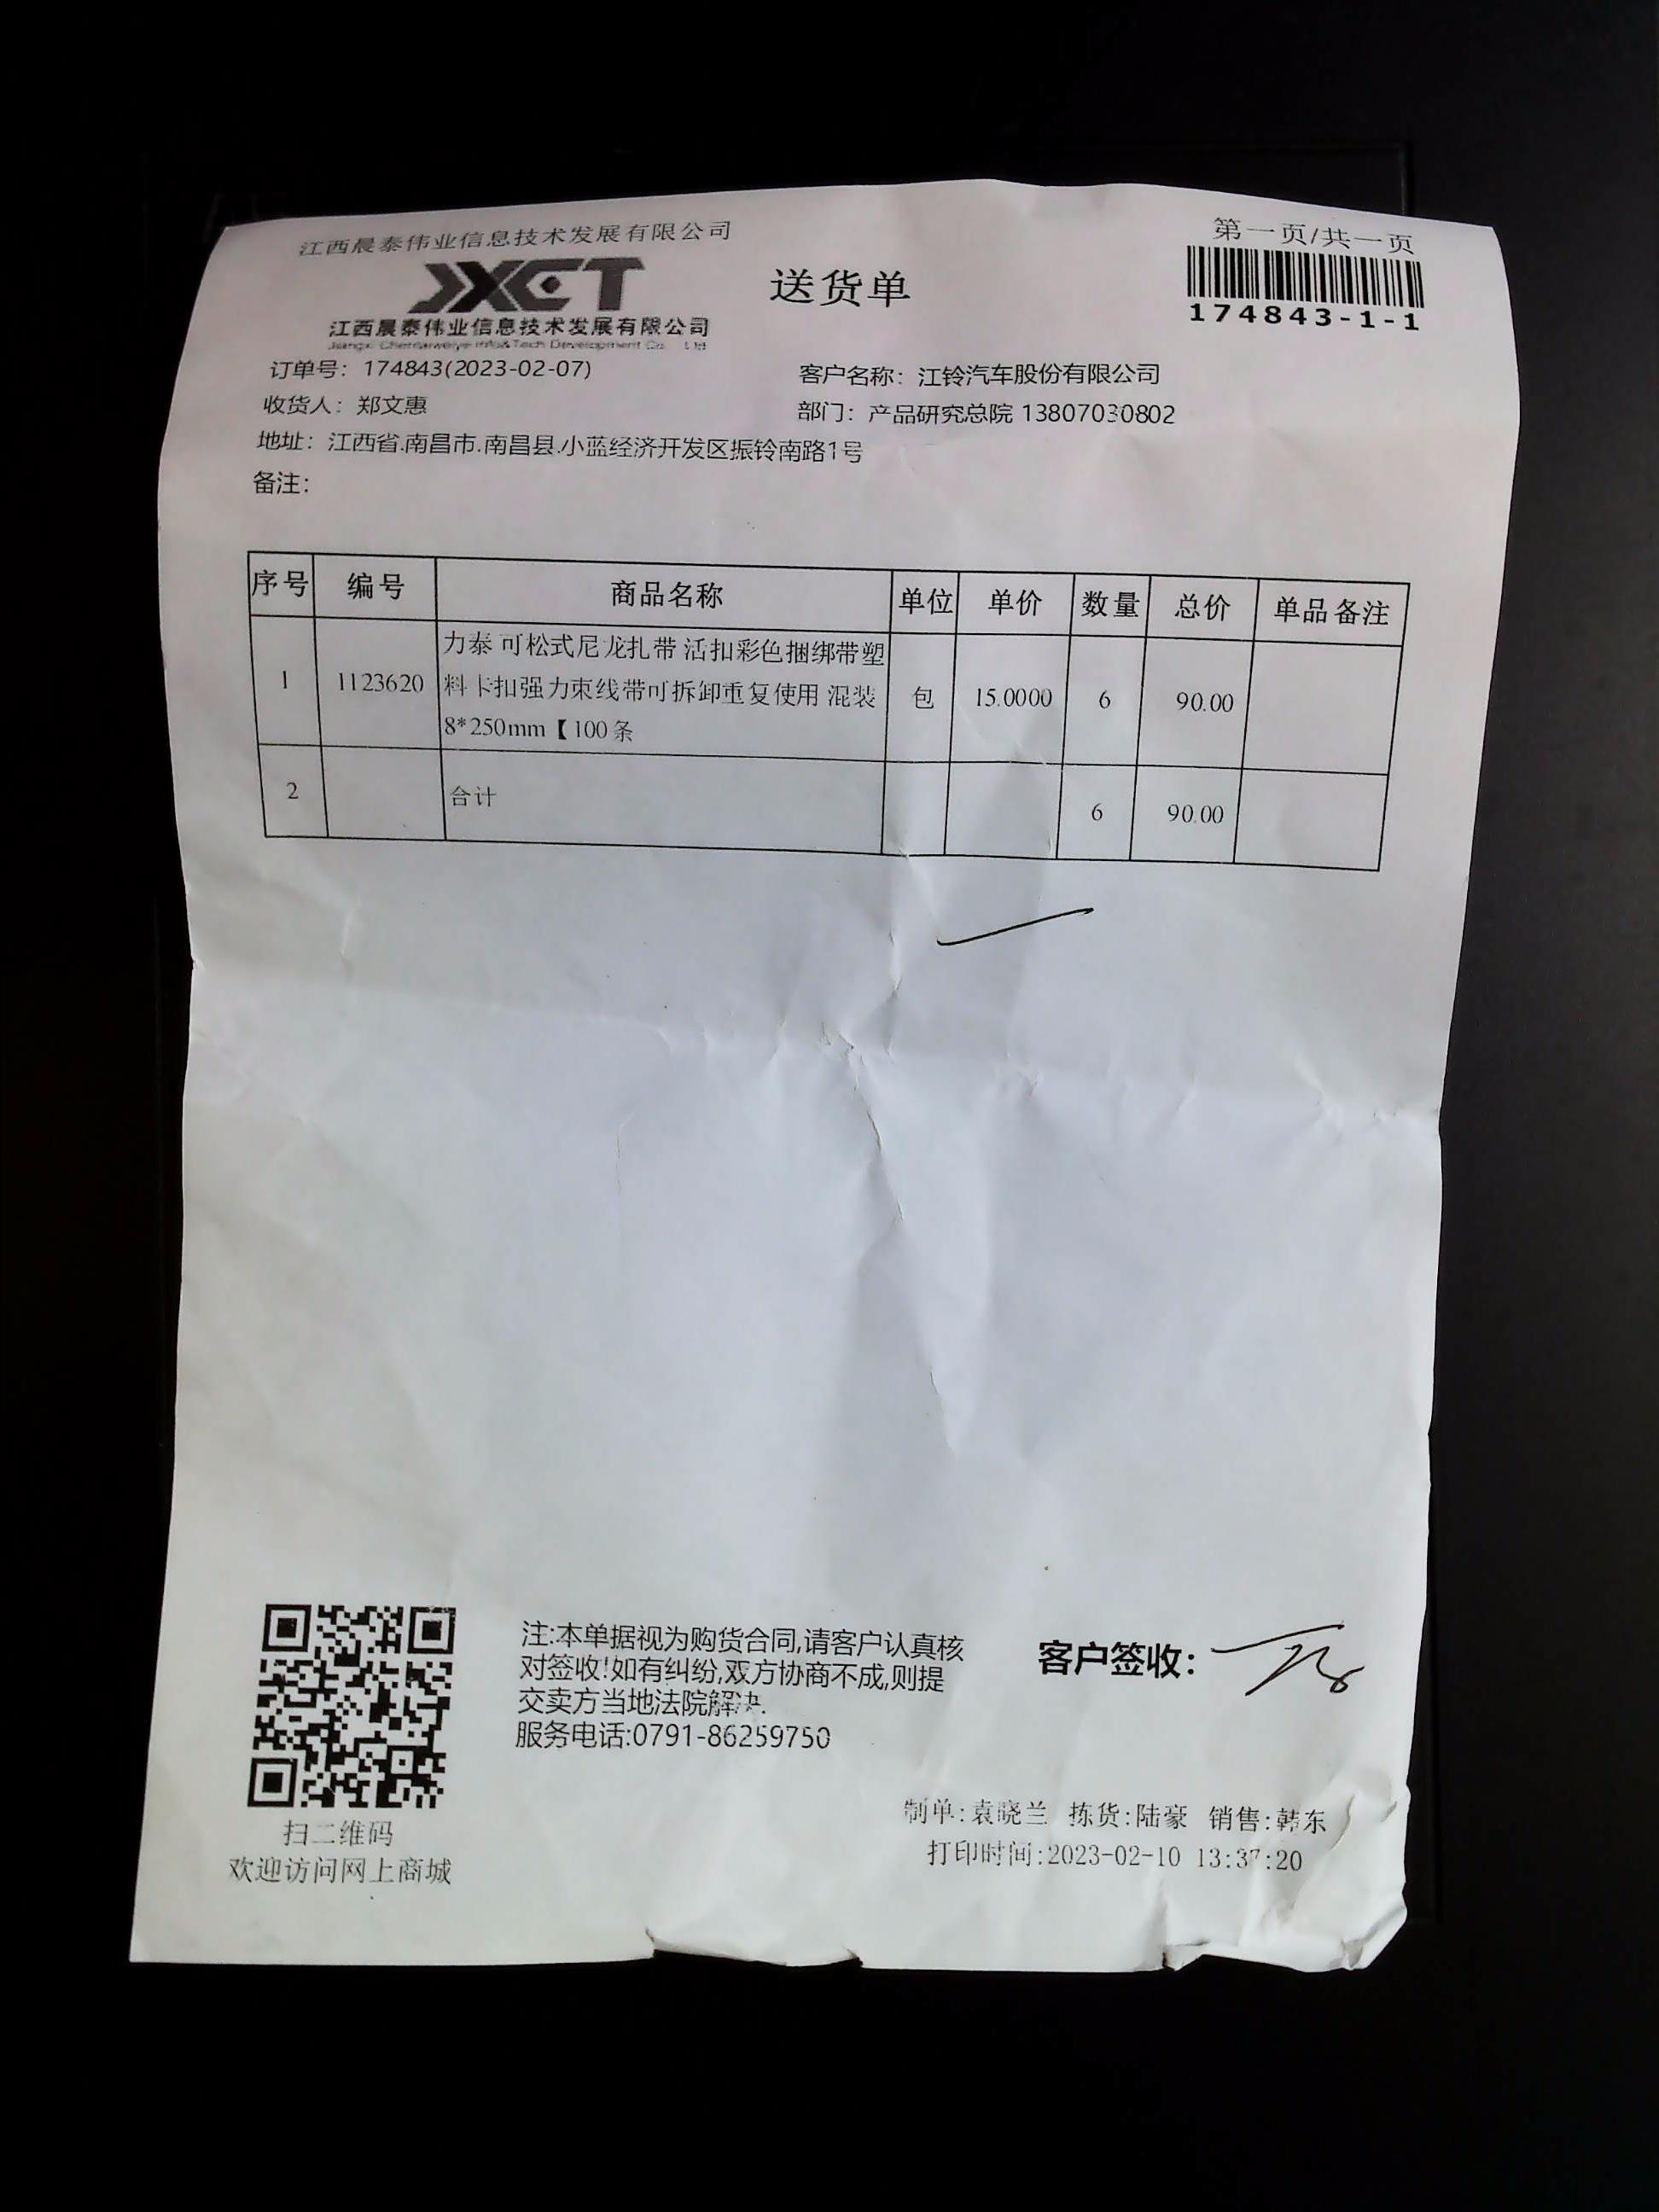 江西晨泰伟业信息技术发展有限公司
第一页/共一页
JXCT
送货单
174843-1-1
江西晨泰伟业信息技术发展有限公司
Jiangxi Chentaiweiye Info&Tech Development Co. Ltd
订单号：174843(2023-02-07)
客户名称：江铃汽车股份有限公司
收货人：郑文惠
部门：产品研究总院 13807030802
地址：江西省.南昌市.南昌县.小蓝经济开发区振铃南路1号
备注：
序号 编号 商品名称 单位 单价 数量 总价 单品备注
力泰 可松式尼龙扎带 活扣彩色捆绑带塑
1 1123620 料卡扣强力束线带可拆卸重复使用 混装 包 15.0000 6 90.00
8*250mm【100条
2 合计 6 90.00
注:本单据视为购货合同,请客户认真核
对签收!如有纠纷,双方协商不成,则提
交卖方当地法院解决.
服务电话:0791-86259750
客户签收：
制单:袁晓兰 拣货:陆豪 销售:韩东
打印时间:2023-02-10 13:37:20
扫二维码
欢迎访问网上商城